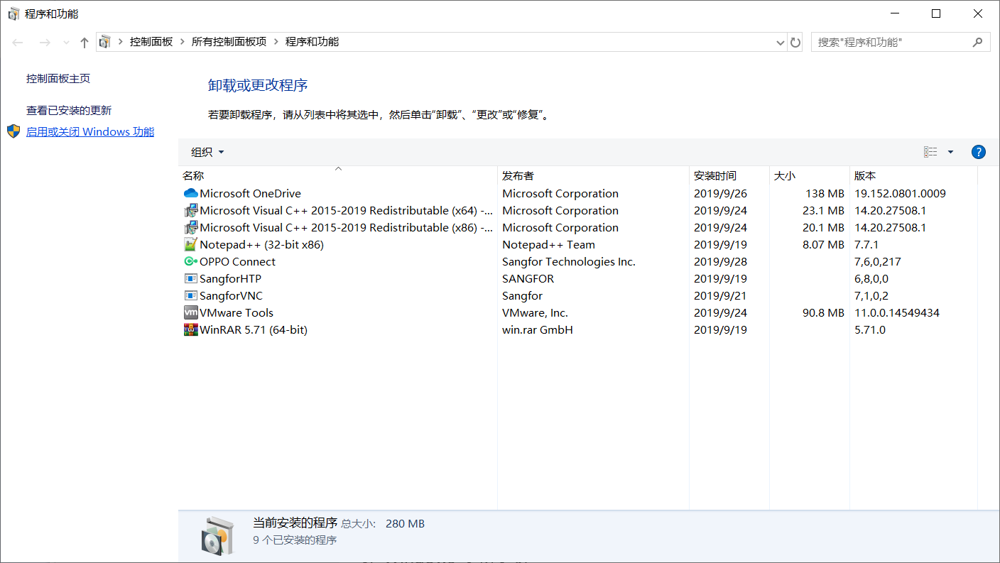 程序和功能
控制面板 > 所有控制面板项 > 程序和功能
搜索"程序和功能"
控制面板主页
查看已安装的更新
启用或关闭 Windows 功能
卸载或更改程序
若要卸载程序，请从列表中将其选中，然后单击“卸载”、“更改”或“修复”。
组织
名称 发布者 安装时间 大小 版本
Microsoft OneDrive Microsoft Corporation 2019/9/26 138 MB 19.152.0801.0009
Microsoft Visual C++ 2015-2019 Redistributable (x64) -... Microsoft Corporation 2019/9/24 23.1 MB 14.20.27508.1
Microsoft Visual C++ 2015-2019 Redistributable (x86) -... Microsoft Corporation 2019/9/24 20.1 MB 14.20.27508.1
Notepad++ (32-bit x86) Notepad++ Team 2019/9/19 8.07 MB 7.7.1
OPPO Connect Sangfor Technologies Inc. 2019/9/28 7,6,0,217
SangforHTP SANGFOR 2019/9/19 6,8,0,0
SangforVNC Sangfor 2019/9/21 7,1,0,2
VMware Tools VMware, Inc. 2019/9/24 90.8 MB 11.0.0.14549434
WinRAR 5.71 (64-bit) win.rar GmbH 2019/9/19 5.71.0
当前安装的程序 总大小: 280 MB
9 个已安装的程序